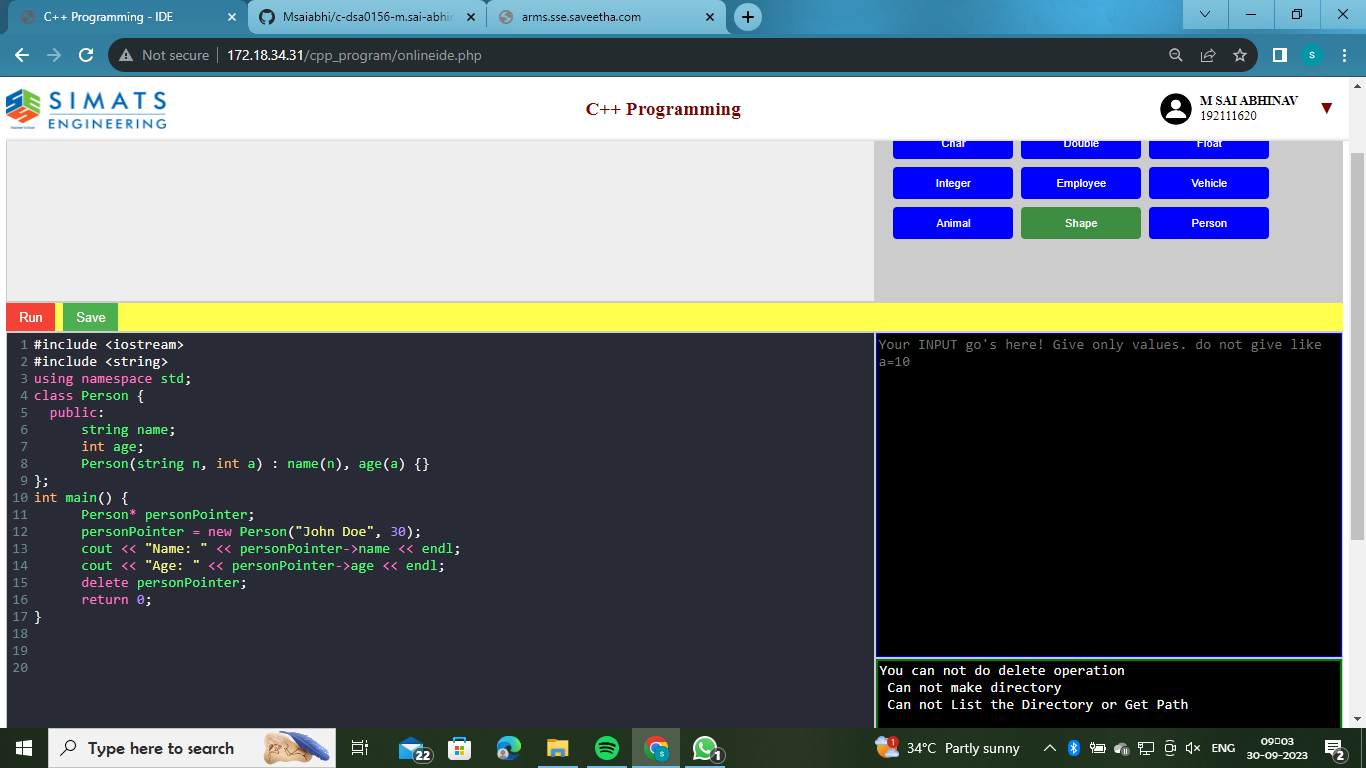 C++ Programming - IDE
Msaiabhi/c-dsa0156-m.sai-abhin
arms.sse.saveetha.com
Not secure
172.18.34.31/cpp_program/onlineide.php
S
SIMATS
ENGINEERING
C++ Programming
M SAI ABHINAV
192111620
Char Double Float
Integer Employee Vehicle
Animal Shape Person
Run Save
1 #include <iostream>
2 #include <string>
3 using namespace std;
4 class Person {
5 public:
6 string name;
7 int age;
8 Person(string n, int a) : name(n), age(a) {}
9 };
10 int main() {
11 Person* personPointer;
12 personPointer = new Person("John Doe", 30);
13 cout << "Name: " << personPointer->name << endl;
14 cout << "Age: " << personPointer->age << endl;
15 delete personPointer;
16 return 0;
17 }
18
19
20
Your INPUT go's here! Give only values. do not give like
a=10
You can not do delete operation
Can not make directory
Can not List the Directory or Get Path
Type here to search
22
S
1
1
34°C Partly sunny
ENG
09:03
30-09-2023
2